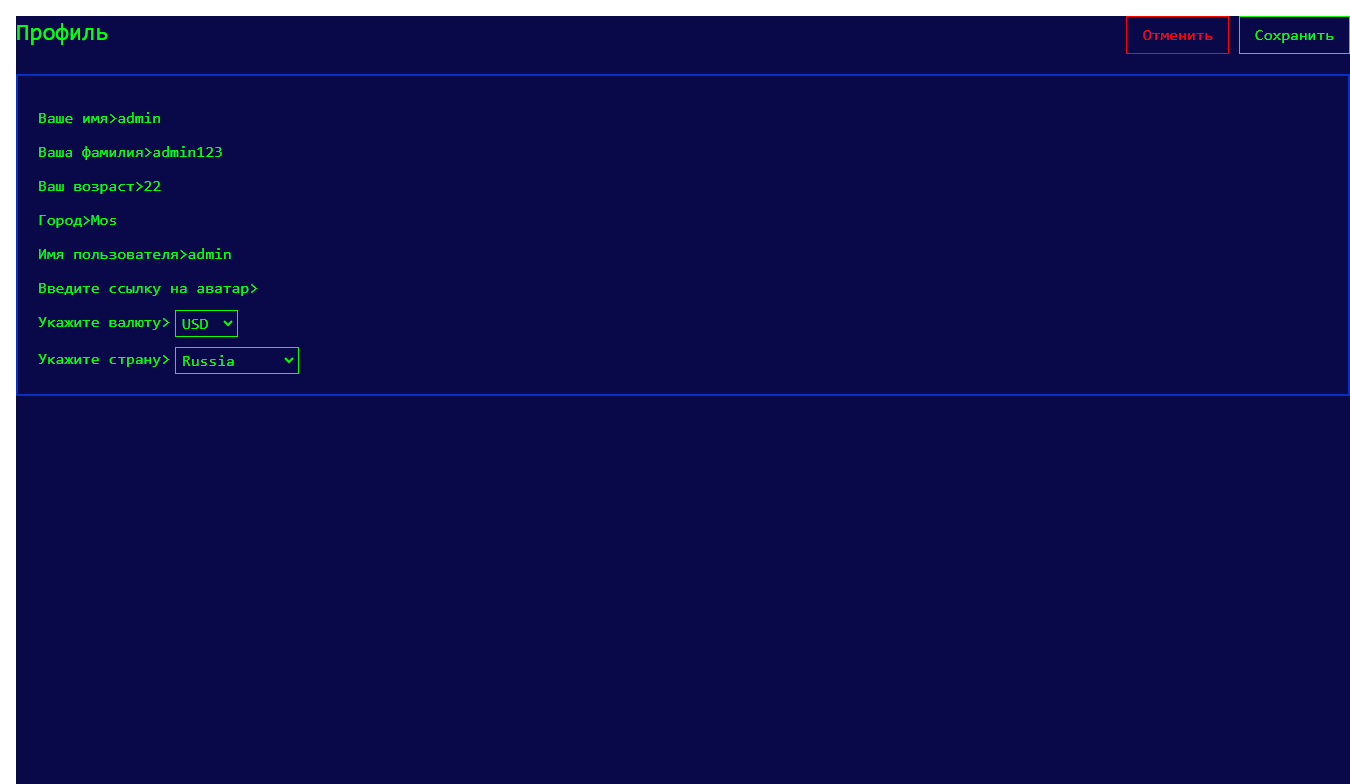 Профиль
Отменить
Сохранить
Ваше имя>admin
Ваша фамилия>admin123
Ваш возраст>22
Город>Mos
Имя пользователя>admin
Введите ссылку на аватар>
Укажите валюту> USD
Укажите страну> Russia